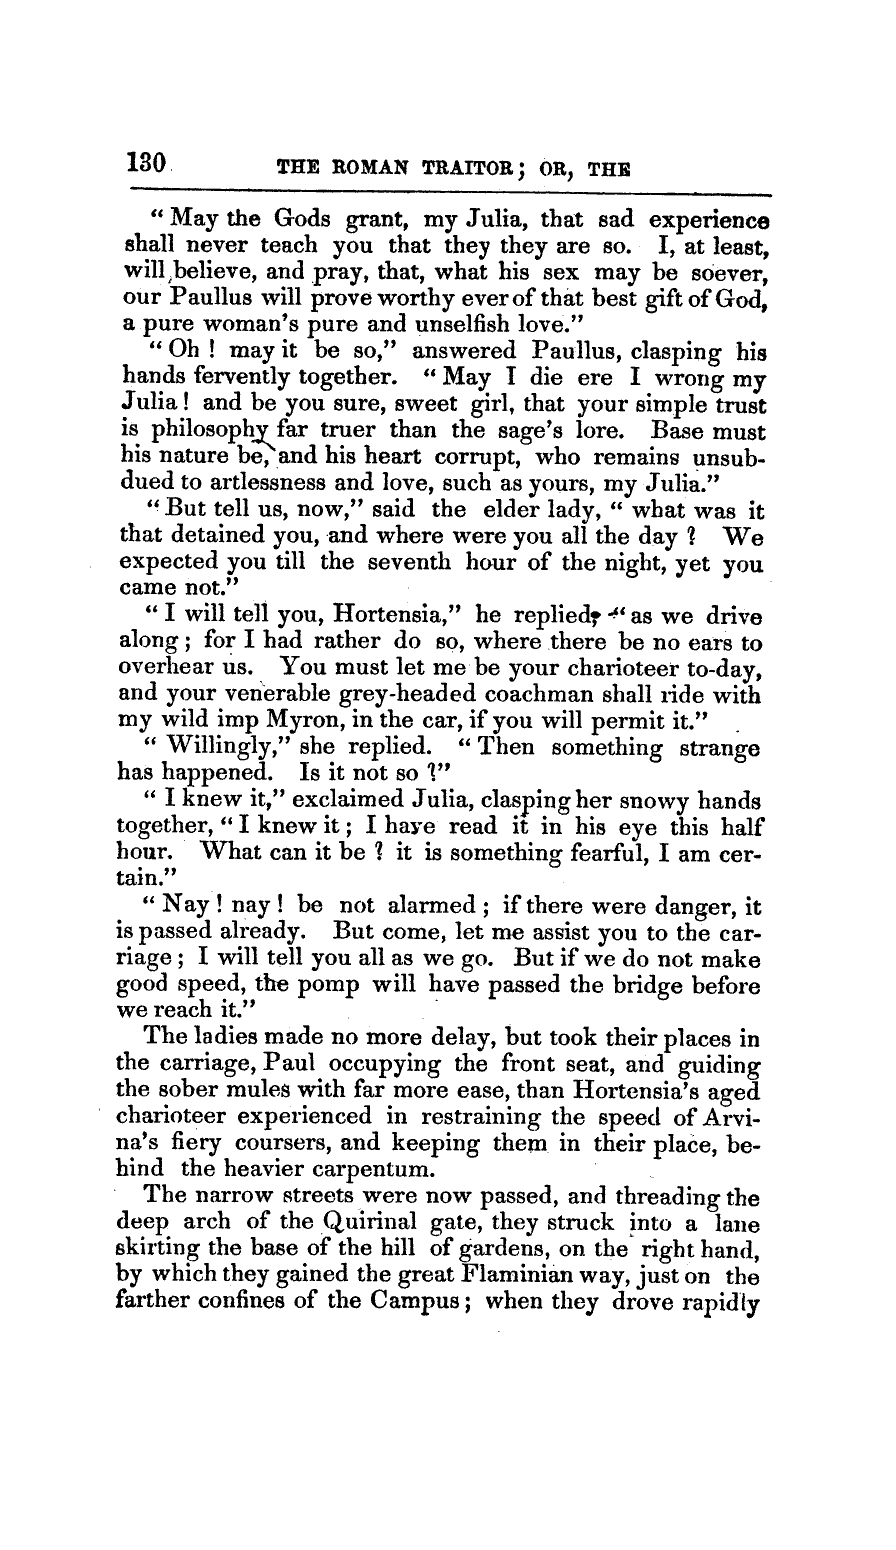 130 THE ROMAN TRAITOR; OR, THE
"May the Gods grant, my Julia, that sad experience
shall never teach you that they they are so. I, at least,
will believe, and pray, that, what his sex may be soever,
our Paullus will prove worthy ever of that best gift of God,
a pure woman's pure and unselfish love."
"Oh! may it be so," answered Paullus, clasping his
hands fervently together. "May I die ere I wrong my
Julia! and be you sure, sweet girl, that your simple trust
is philosophy far truer than the sage's lore. Base must
his nature be, and his heart corrupt, who remains unsub-
dued to artlessness and love, such as yours, my Julia."
"But tell us, now," said the elder lady, "what was it
that detained you, and where were you all the day? We
expected you till the seventh hour of the night, yet you
came not."
"I will tell you, Hortensia," he replied, "as we drive
along; for I had rather do so, where there be no ears to
overhear us. You must let me be your charioteer to-day,
and your venerable grey-headed coachman shall ride with
my wild imp Myron, in the car, if you will permit it."
"Willingly," she replied. "Then something strange
has happened. Is it not so?"
"I knew it," exclaimed Julia, clasping her snowy hands
together, "I knew it; I have read it in his eye this half
hour. What can it be? it is something fearful, I am cer-
tain."
"Nay! nay! be not alarmed; if there were danger, it
is passed already. But come, let me assist you to the car-
riage; I will tell you all as we go. But if we do not make
good speed, the pomp will have passed the bridge before
we reach it."
The ladies made no more delay, but took their places in
the carriage, Paul occupying the front seat, and guiding
the sober mules with far more ease, than Hortensia's aged
charioteer experienced in restraining the speed of Arvi-
na's fiery coursers, and keeping them in their place, be-
hind the heavier carpentum.
The narrow streets were now passed, and threading the
deep arch of the Quirinal gate, they struck into a lane
skirting the base of the hill of gardens, on the right hand,
by which they gained the great Flaminian way, just on the
farther confines of the Campus; when they drove rapidly